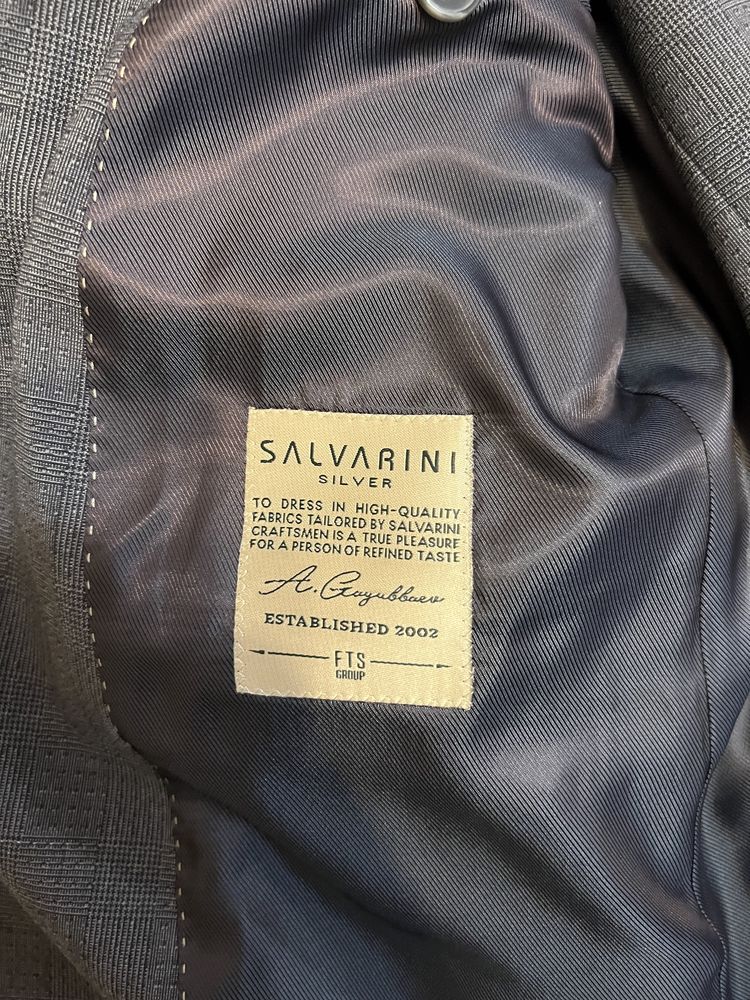 SALVARINI
SILVER
TO DRESS IN HIGH-QUALITY
FABRICS TAILORED BY SALVARINI
CRAFTSMEN IS A TRUE PLEASURE
FOR A PERSON OF REFINED TASTE
A.
ESTABLISHED 2002
FTS
GROUP